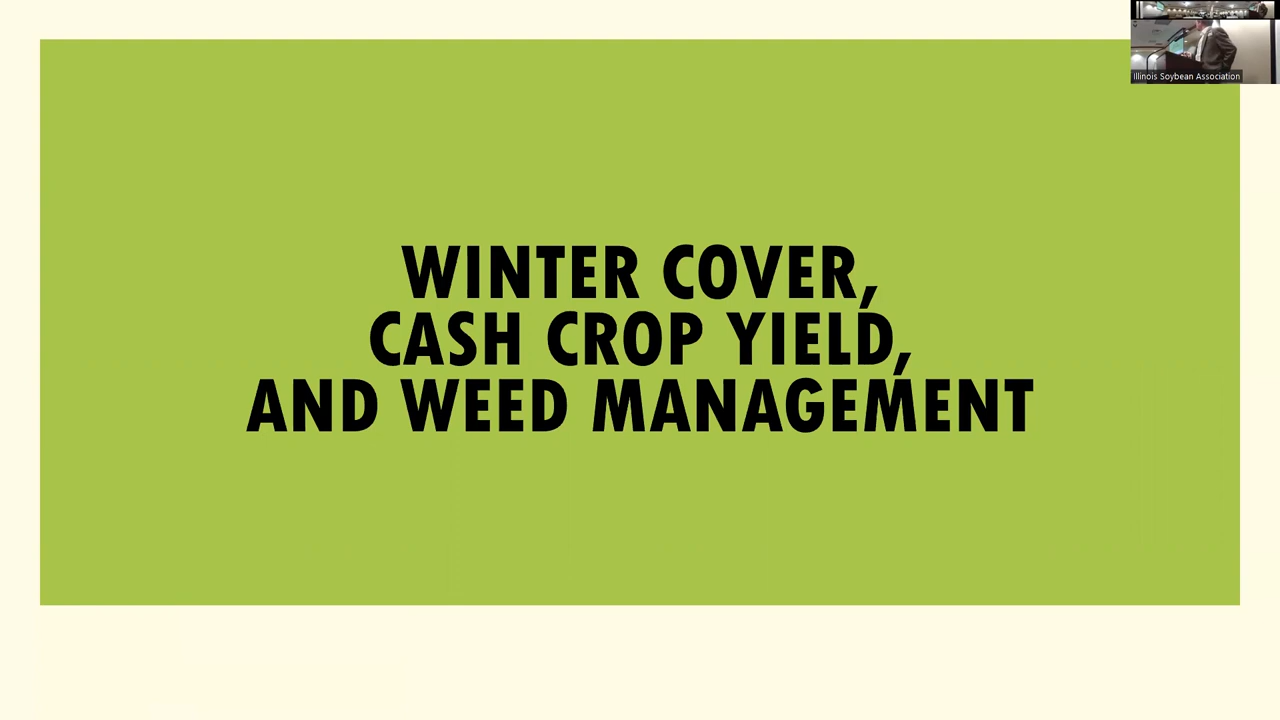 Illinois Soybean Association
WINTER COVER,
CASH CROP YIELD,
AND WEED MANAGEMENT